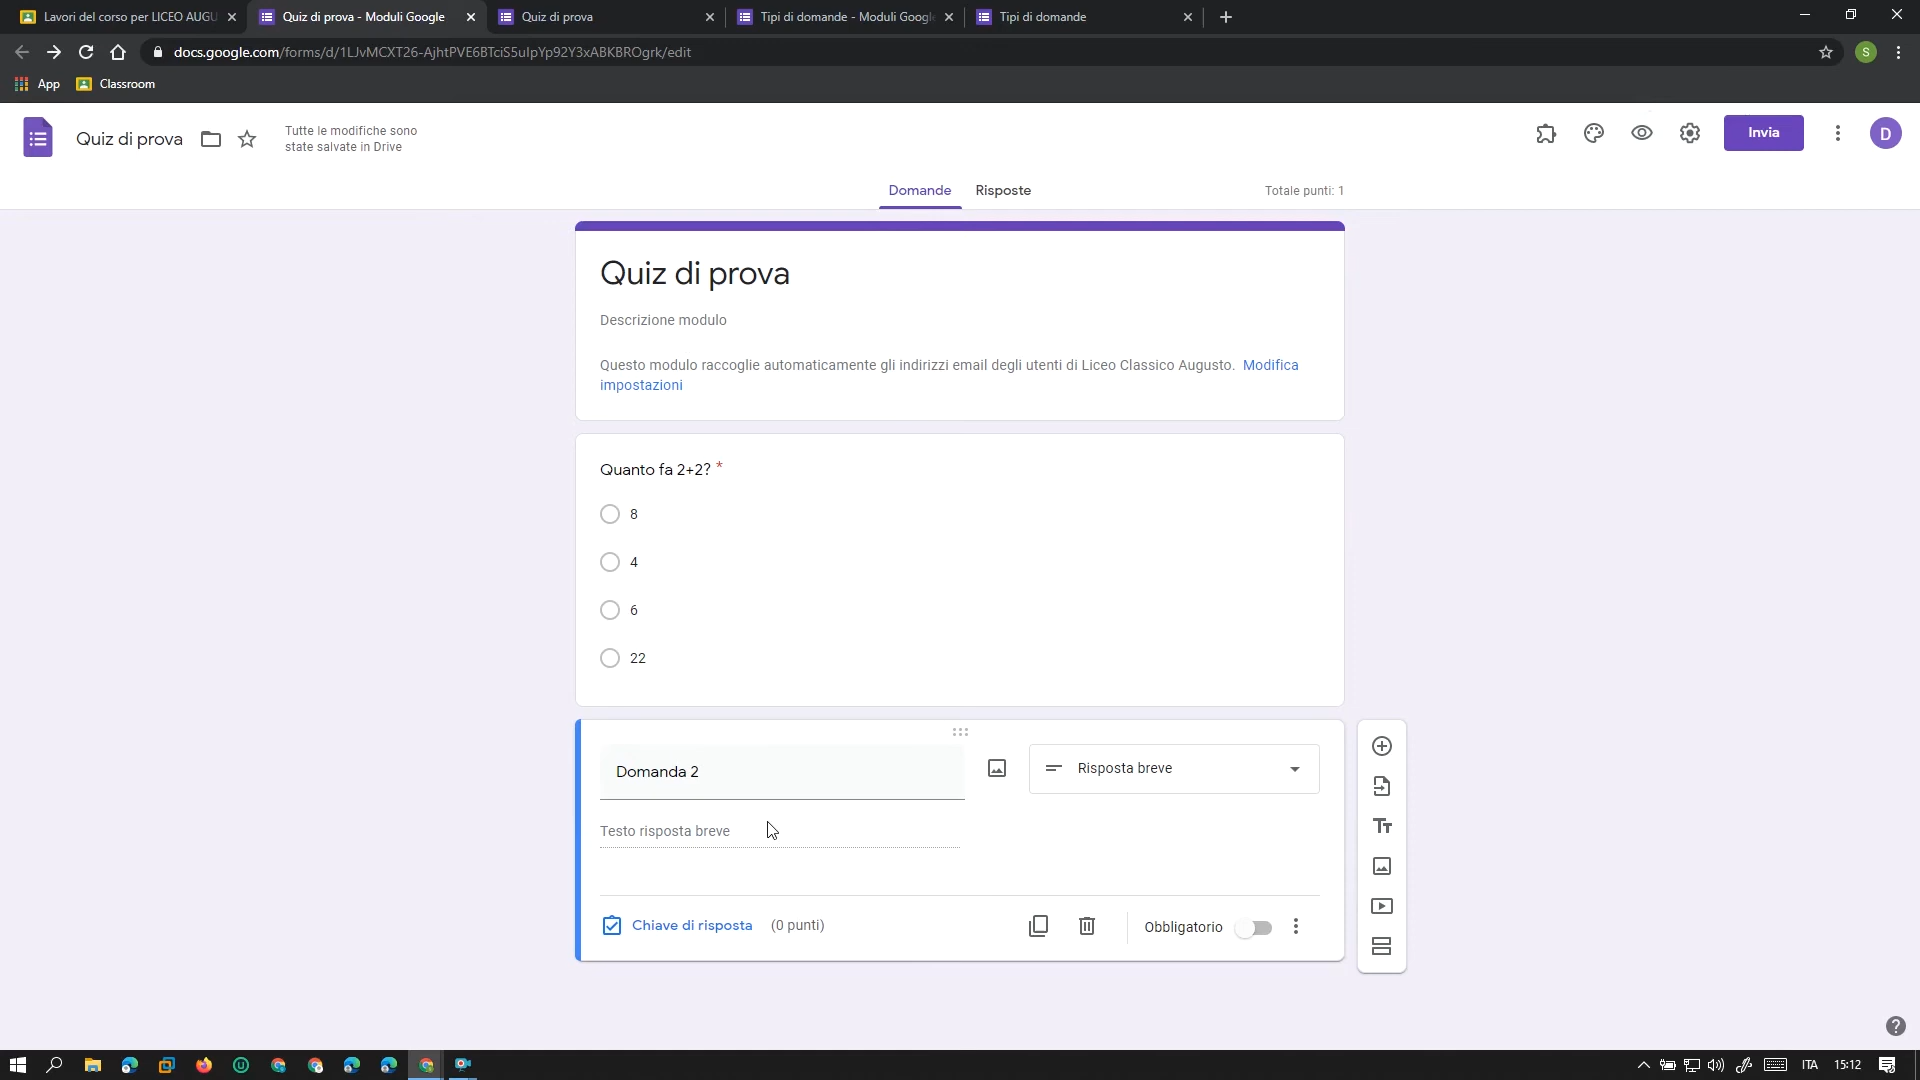 Lavori del corso per LICEO AUGU
Quiz di prova - Moduli Google
Quiz di prova
Tipi di domande - Moduli Google
Tipi di domande
docs.google.com/forms/d/1LJvMCXT26-AjhtPVE6BTciS5uIpYp92Y3xABKBROgrk/edit
S
App
Classroom
Quiz di prova
Tutte le modifiche sono
state salvate in Drive
Invia
D
Domande
Risposte
Totale punti: 1
Quiz di prova
Descrizione modulo
Questo modulo raccoglie automaticamente gli indirizzi email degli utenti di Liceo Classico Augusto. Modifica
impostazioni
Quanto fa 2+2? *
8
4
6
22
Domanda 2
Risposta breve
Testo risposta breve
Chiave di risposta (0 punti)
Obbligatorio
ITA
15:12